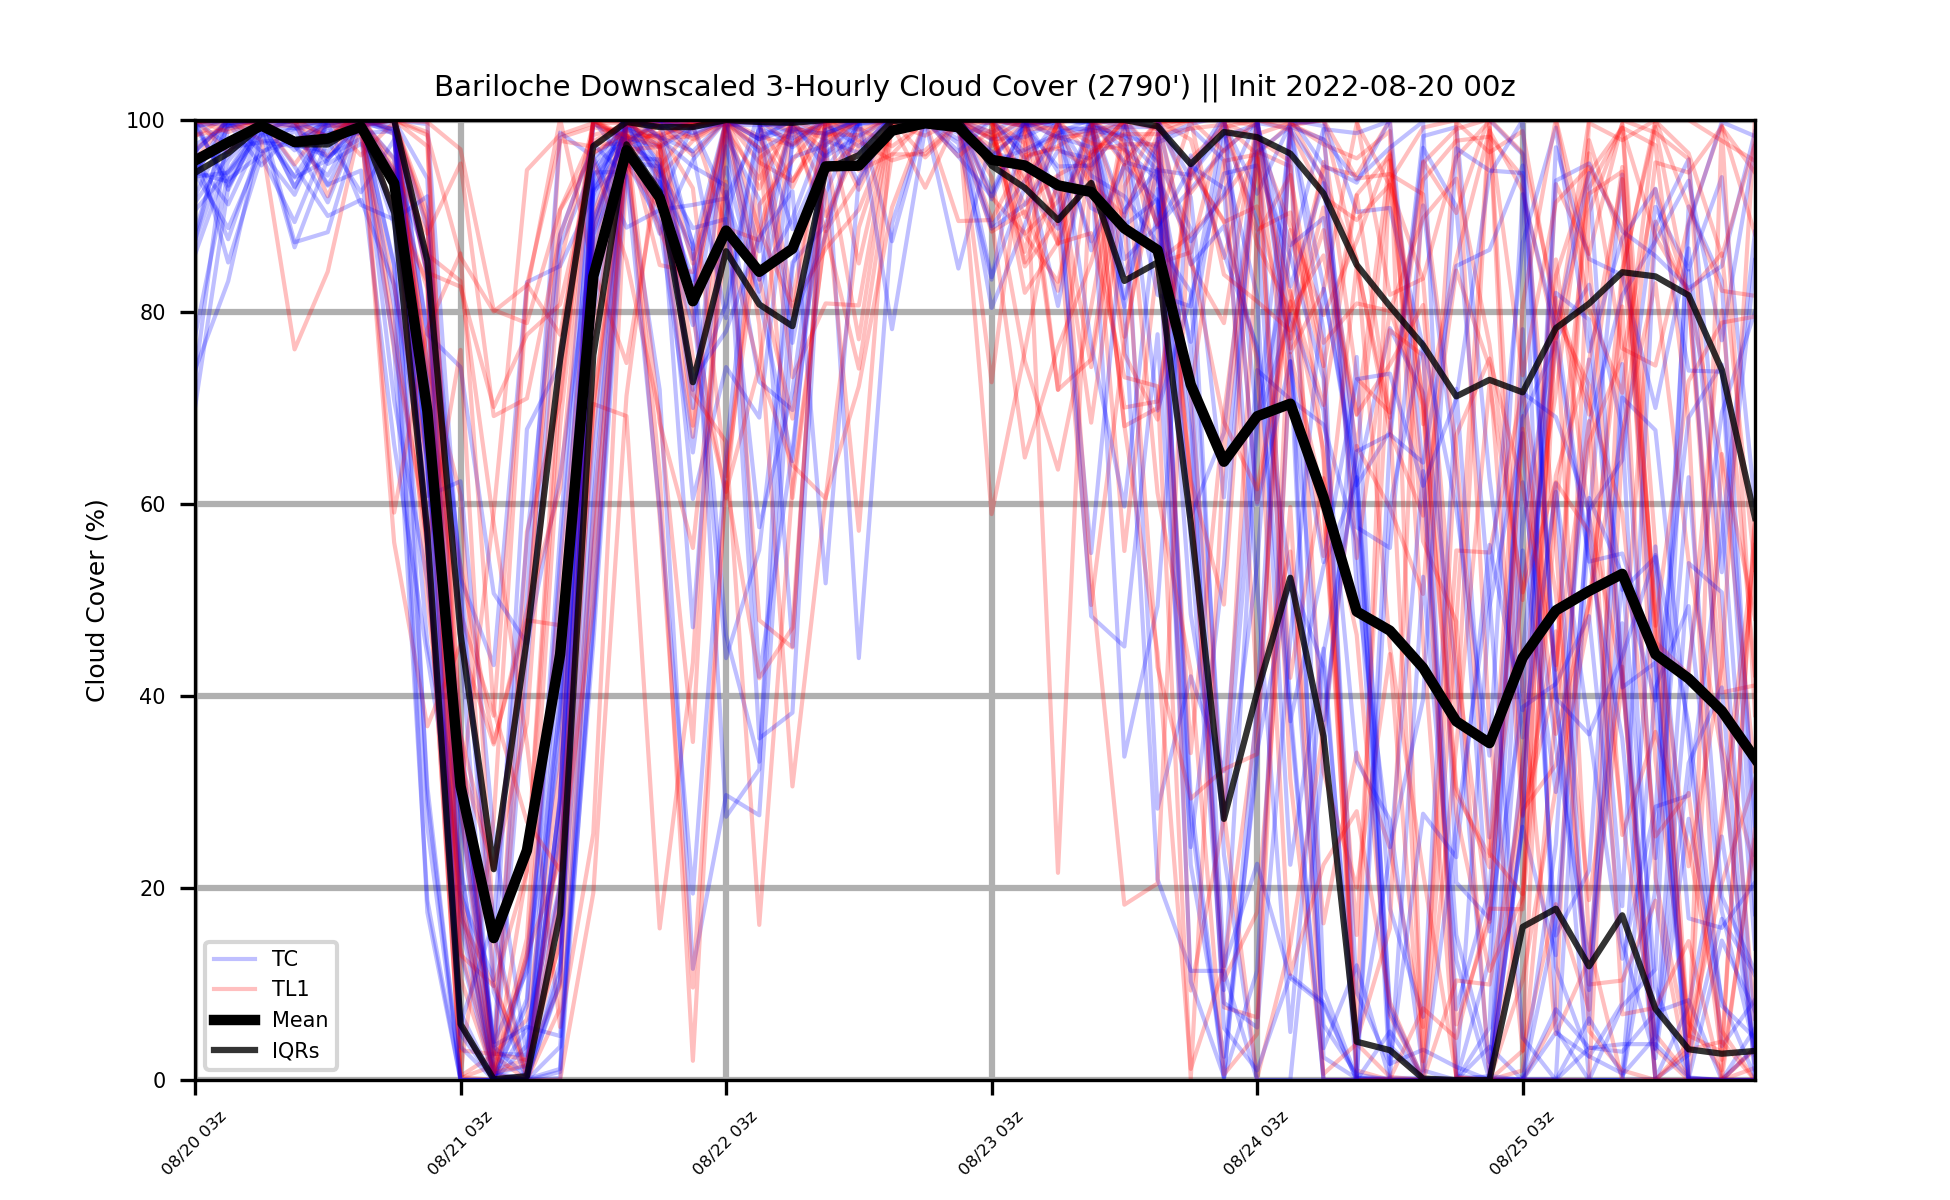 Bariloche Downscaled 3-Hourly Cloud Cover (2790') || Init 2022-08-20 00z
Cloud Cover (%)
100
80
60
40
20
0
TC
TL1
Mean
IQRs
08/20 03z
08/21 03z
08/22 03z
08/23 03z
08/24 03z
08/25 03z